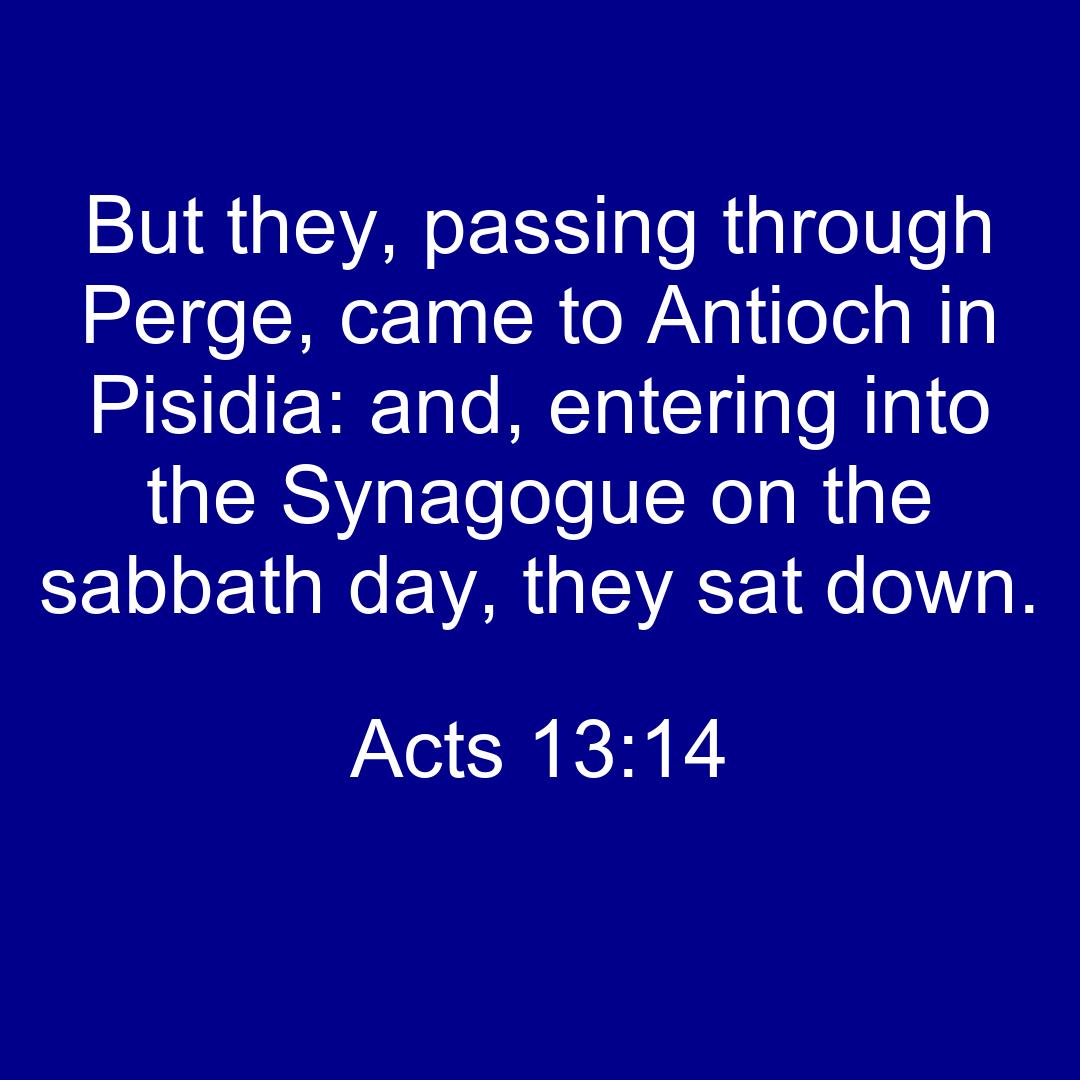 But they, passing through
Perge, came to Antioch in
Pisidia: and, entering into
the Synagogue on the
sabbath day, they sat down.
Acts 13:14